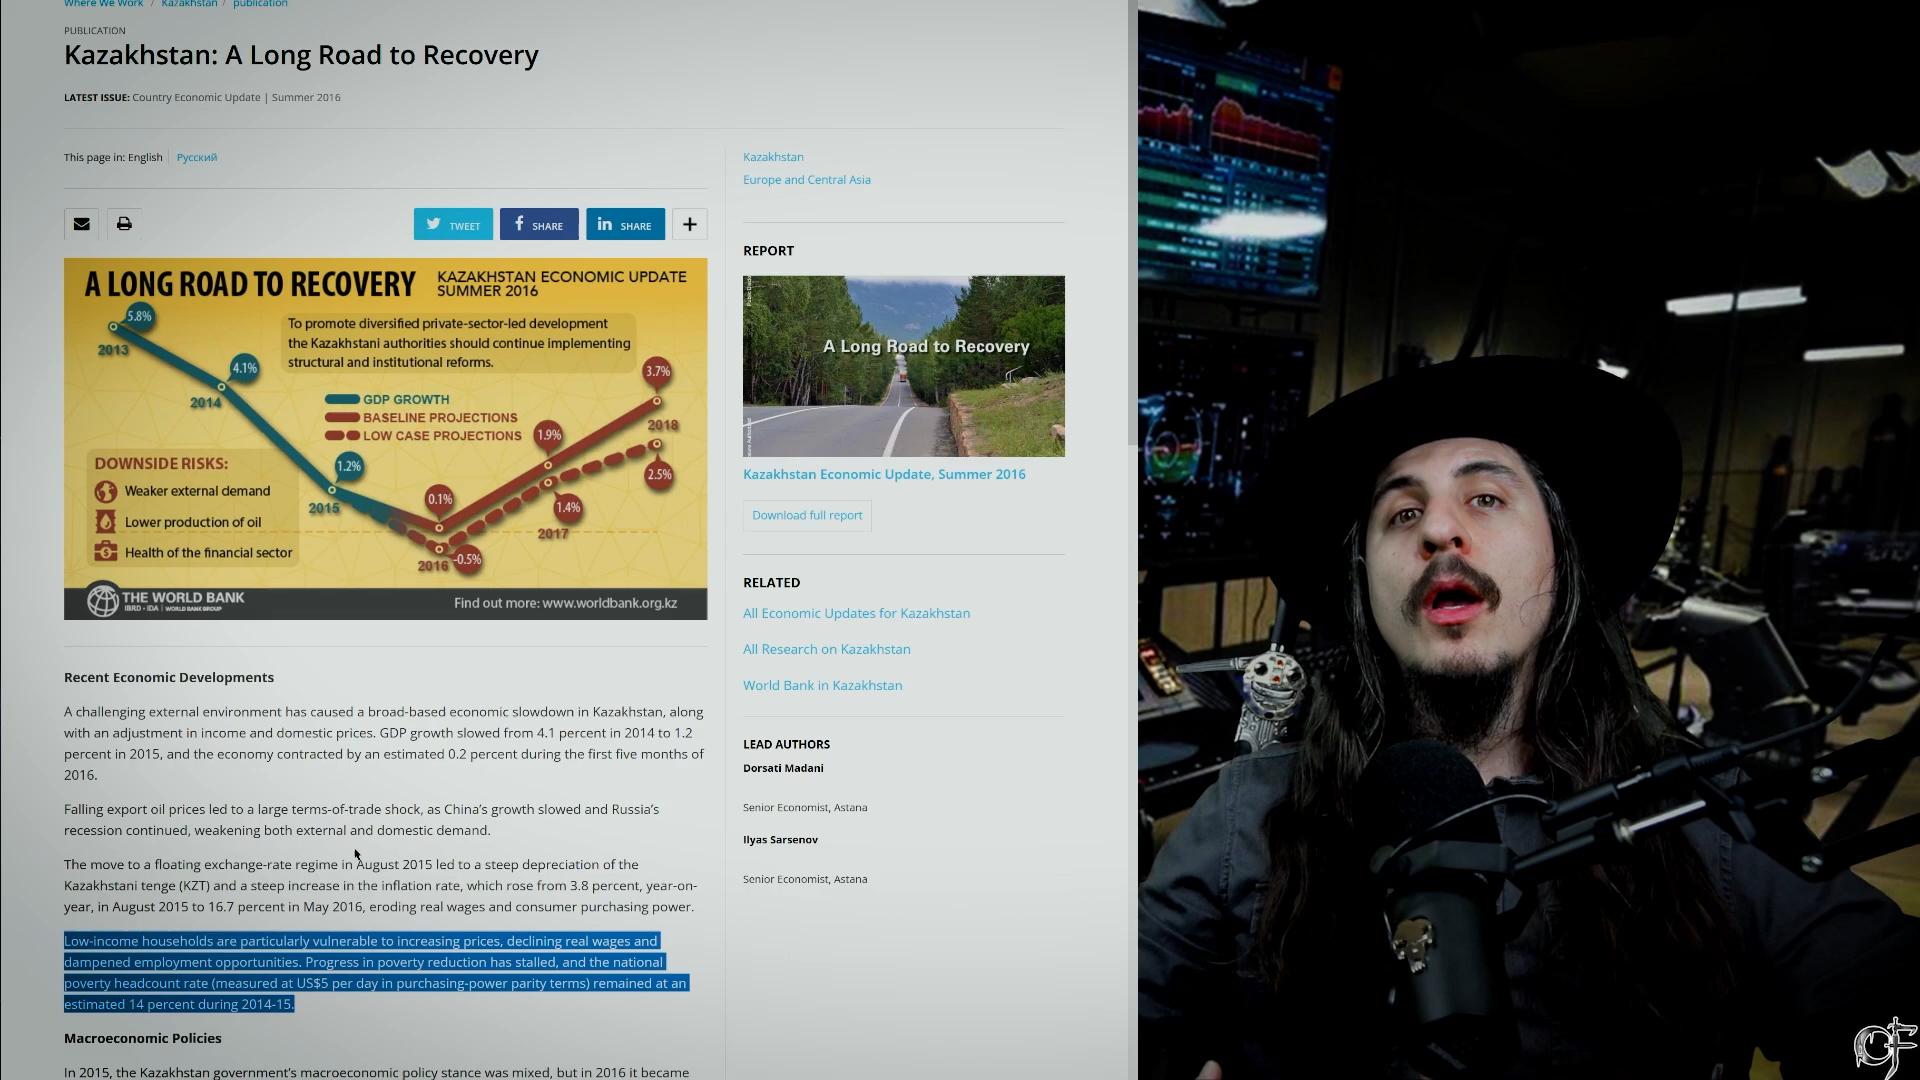 Where We Work / Kazakhstan / publication
PUBLICATION
Kazakhstan: A Long Road to Recovery
LATEST ISSUE: Country Economic Update | Summer 2016
This page in: English | Русский
TWEET
SHARE
SHARE
A LONG ROAD TO RECOVERY
KAZAKHSTAN ECONOMIC UPDATE
SUMMER 2016
To promote diversified private-sector-led development
the Kazakhstani authorities should continue implementing
structural and institutional reforms.
5.8%
2013
4.1%
2014
GDP GROWTH
BASELINE PROJECTIONS
LOW CASE PROJECTIONS
3.7%
2018
1.9%
2.5%
1.2%
2015
0.1%
1.4%
2017
-0.5%
2016
DOWNSIDE RISKS:
Weaker external demand
Lower production of oil
Health of the financial sector
THE WORLD BANK
IBRD • IDA | WORLD BANK GROUP
Find out more: www.worldbank.org.kz
Recent Economic Developments
A challenging external environment has caused a broad-based economic slowdown in Kazakhstan, along
with an adjustment in income and domestic prices. GDP growth slowed from 4.1 percent in 2014 to 1.2
percent in 2015, and the economy contracted by an estimated 0.2 percent during the first five months of
2016.
Falling export oil prices led to a large terms-of-trade shock, as China's growth slowed and Russia's
recession continued, weakening both external and domestic demand.
The move to a floating exchange-rate regime in August 2015 led to a steep depreciation of the
Kazakhstani tenge (KZT) and a steep increase in the inflation rate, which rose from 3.8 percent, year-on-
year, in August 2015 to 16.7 percent in May 2016, eroding real wages and consumer purchasing power.
Low-income households are particularly vulnerable to increasing prices, declining real wages and
dampened employment opportunities. Progress in poverty reduction has stalled, and the national
poverty headcount rate (measured at US$5 per day in purchasing-power parity terms) remained at an
estimated 14 percent during 2014-15.
Macroeconomic Policies
In 2015, the Kazakhstan government's macroeconomic policy stance was mixed, but in 2016 it became
Kazakhstan
Europe and Central Asia
REPORT
A Long Road to Recovery
Kazakhstan Economic Update, Summer 2016
Download full report
RELATED
All Economic Updates for Kazakhstan
All Research on Kazakhstan
World Bank in Kazakhstan
LEAD AUTHORS
Dorsati Madani
Senior Economist, Astana
Ilyas Sarsenov
Senior Economist, Astana